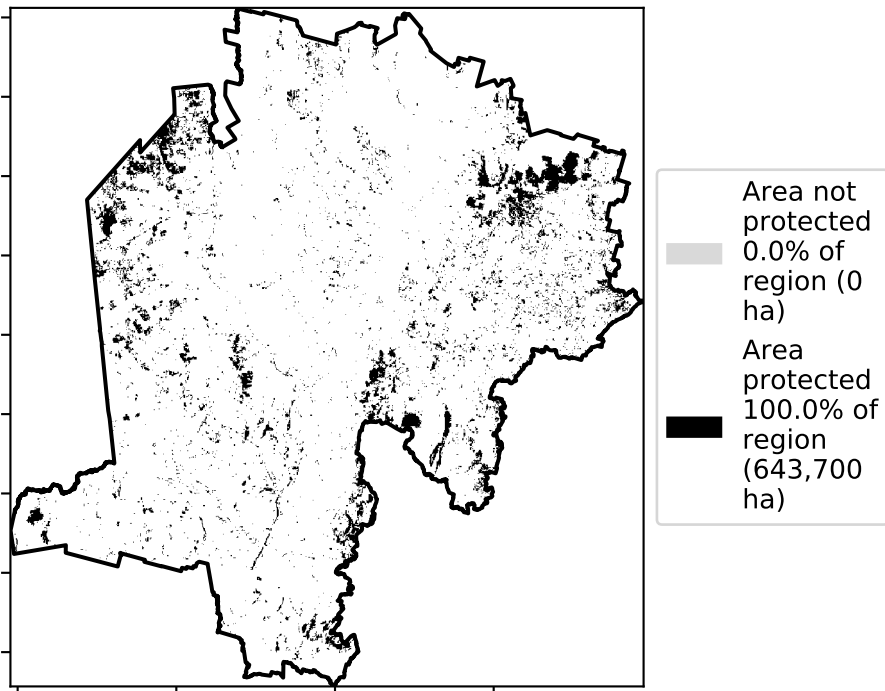 Area not
protected
0.0% of
region (0
ha)
Area
protected
100.0% of
region
(643,700
ha)